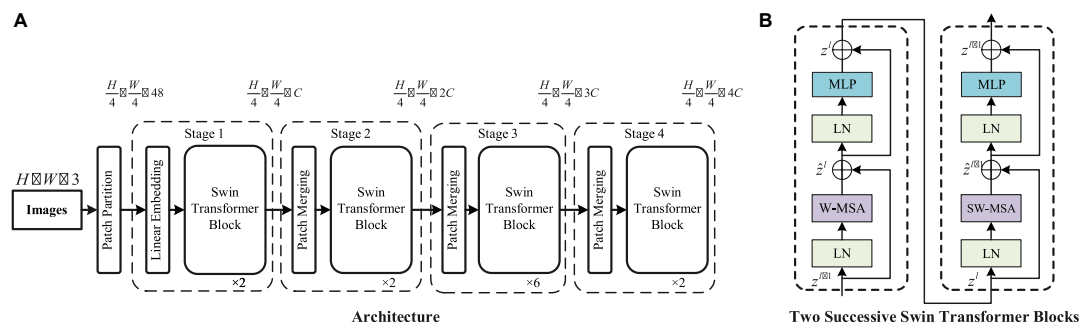 A
H/4 × W/4 × 48
H/4 × W/4 × C
H/4 × W/4 × 2C
H/4 × W/4 × 3C
H/4 × W/4 × 4C
Stage 1
Stage 2
Stage 3
Stage 4
H × W × 3
Images
Patch Partition
Linear Embedding
Swin
Transformer
Block
×2
Patch Merging
Swin
Transformer
Block
×2
Patch Merging
Swin
Transformer
Block
×6
Patch Merging
Swin
Transformer
Block
×2
Architecture
B
z^l
MLP
LN
ẑ^l
W-MSA
LN
z^{l⊠1}
z^{l⊠1}
MLP
LN
ẑ^{l⊠1}
SW-MSA
LN
z^l
Two Successive Swin Transformer Blocks